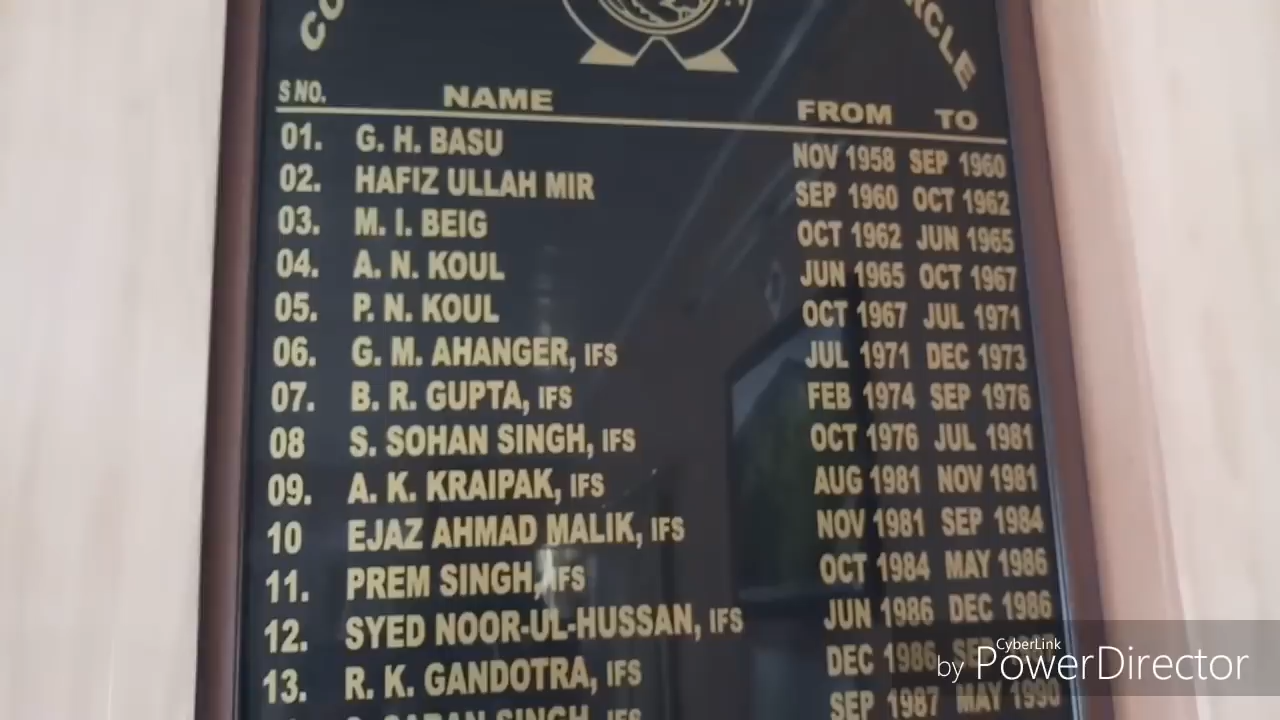 S NO. NAME FROM TO
01. G. H. BASU NOV 1958 SEP 1960
02. HAFIZ ULLAH MIR SEP 1960 OCT 1962
03. M. I. BEIG OCT 1962 JUN 1965
04. A. N. KOUL JUN 1965 OCT 1967
05. P. N. KOUL OCT 1967 JUL 1971
06. G. M. AHANGER, IFS JUL 1971 DEC 1973
07. B. R. GUPTA, IFS FEB 1974 SEP 1976
08 S. SOHAN SINGH, IFS OCT 1976 JUL 1981
09. A. K. KRAIPAK, IFS AUG 1981 NOV 1981
10 EJAZ AHMAD MALIK, IFS NOV 1981 SEP 1984
11. PREM SINGH, IFS OCT 1984 MAY 1986
12. SYED NOOR-UL-HUSSAN, IFS JUN 1986 DEC 1986
13. R. K. GANDOTRA, IFS DEC 1986
SINGH, IFS SEP 1987 MAY 1990
CyberLink
by PowerDirector